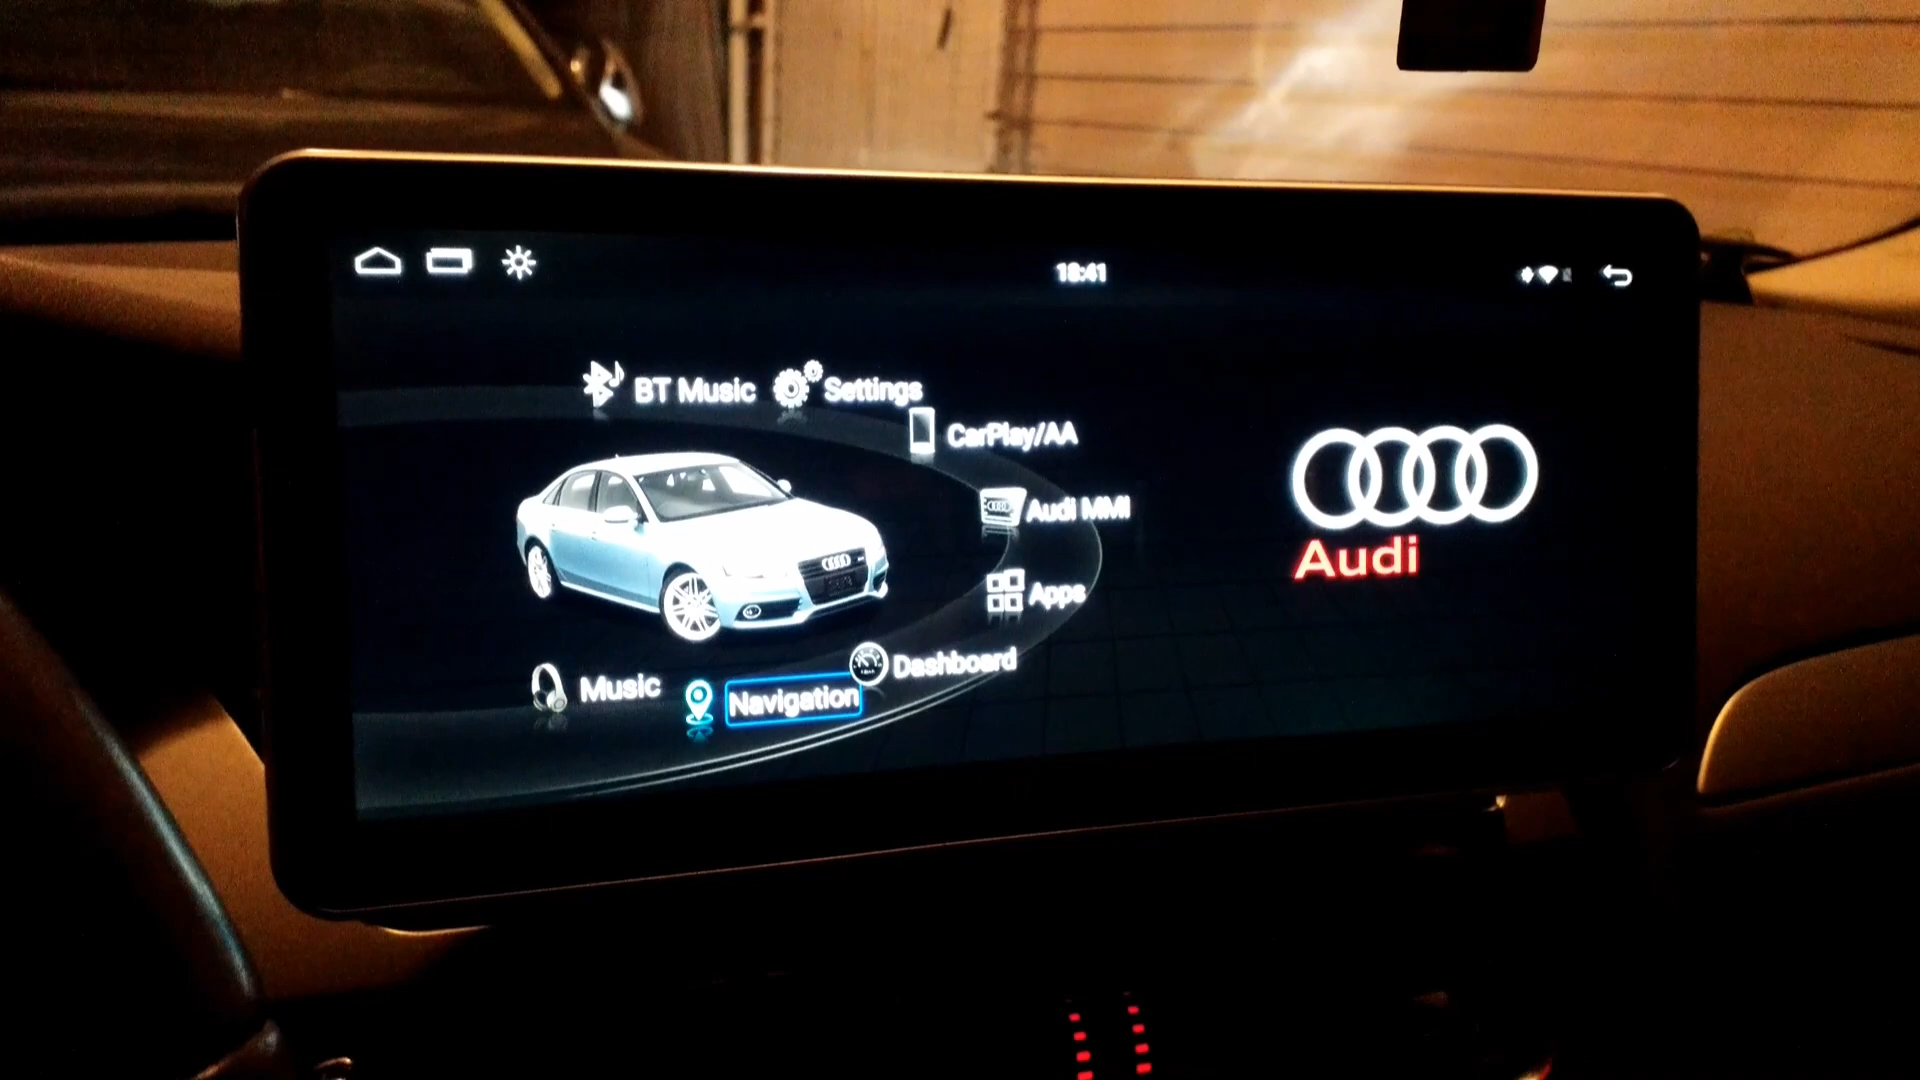 18:41
BT Music
Settings
CarPlay/AA
Audi MMI
Apps
Dashboard
Navigation
Music
Audi